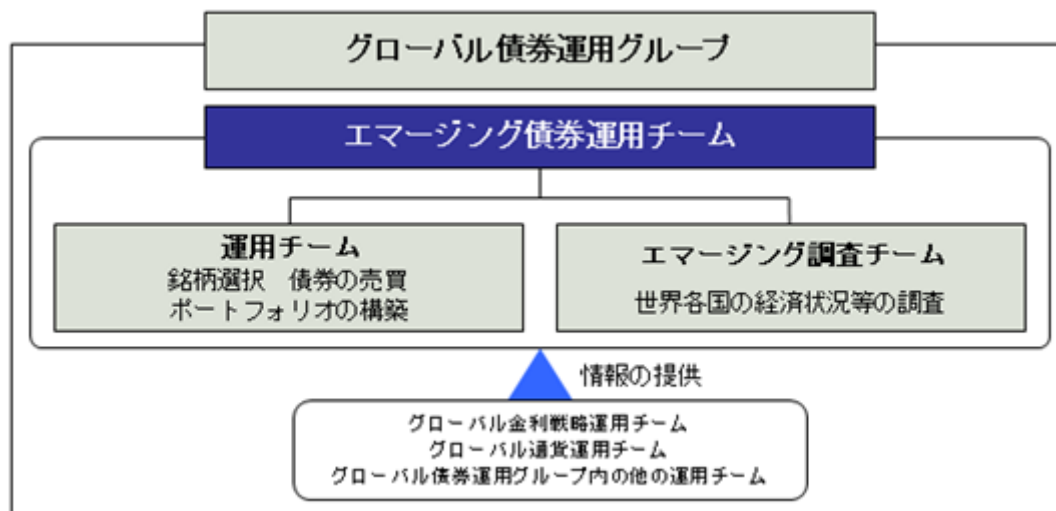 グローバル債券運用グループ
エマージング債券運用チーム
運用チーム
銘柄選択　債券の売買
ポートフォリオの構築
エマージング調査チーム
世界各国の経済状況等の調査
情報の提供
グローバル金利戦略運用チーム
グローバル通貨運用チーム
グローバル債券運用グループ内の他の運用チーム